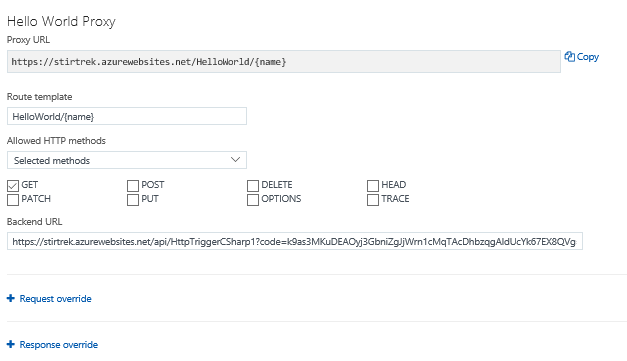 Hello World Proxy
Proxy URL
https://stirtrek.azurewebsites.net/HelloWorld/{name}
Copy
Route template
HelloWorld/{name}
Allowed HTTP methods
Selected methods
GET POST DELETE HEAD
PATCH PUT OPTIONS TRACE
Backend URL
https://stirtrek.azurewebsites.net/api/HttpTriggerCSharp1?code=k9as3MKuDEAOyj3GbniZgJjWrn1cMqTAcDhbzqgAldUcYk67EX8QVg
Request override
Response override